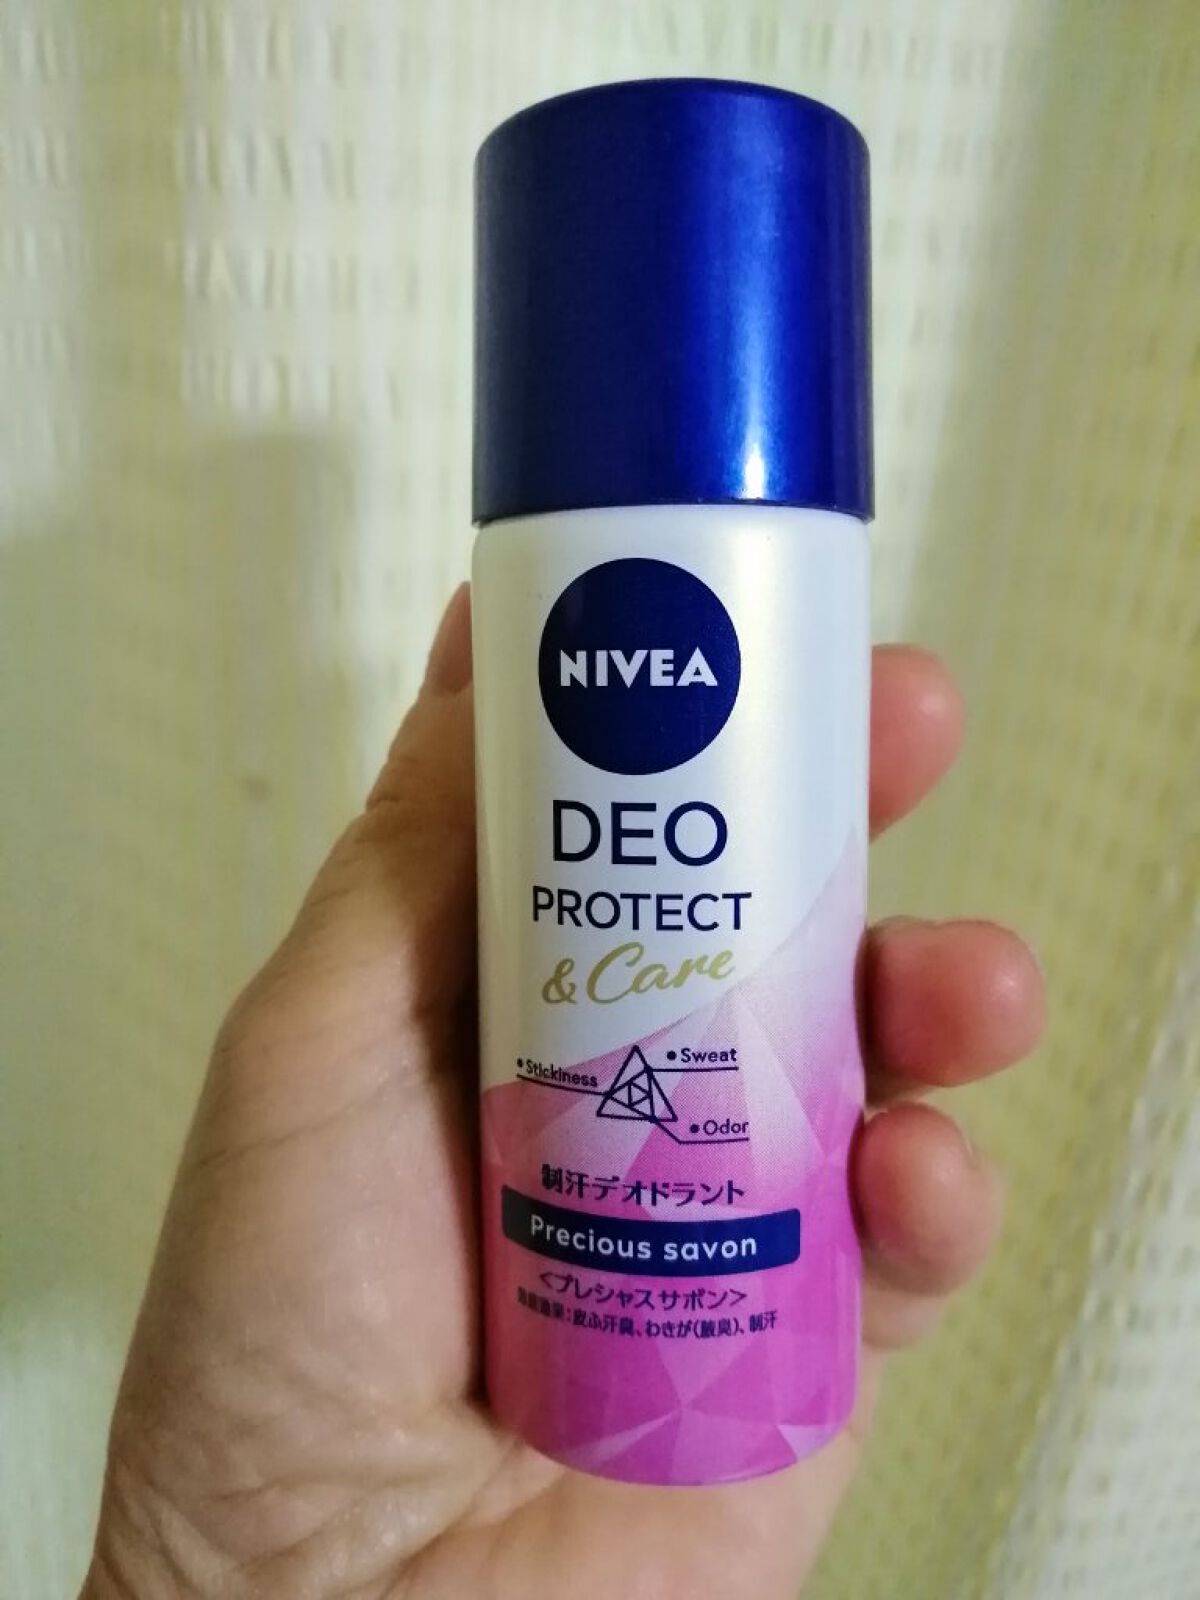 NIVEA
DEO
PROTECT
& Care
• Sweat
• Stickiness
• Odor
制汗デオドラント
Precious savon
<プレシャスサボン>
:皮ふ汗臭、わきが(腋臭)、制汗